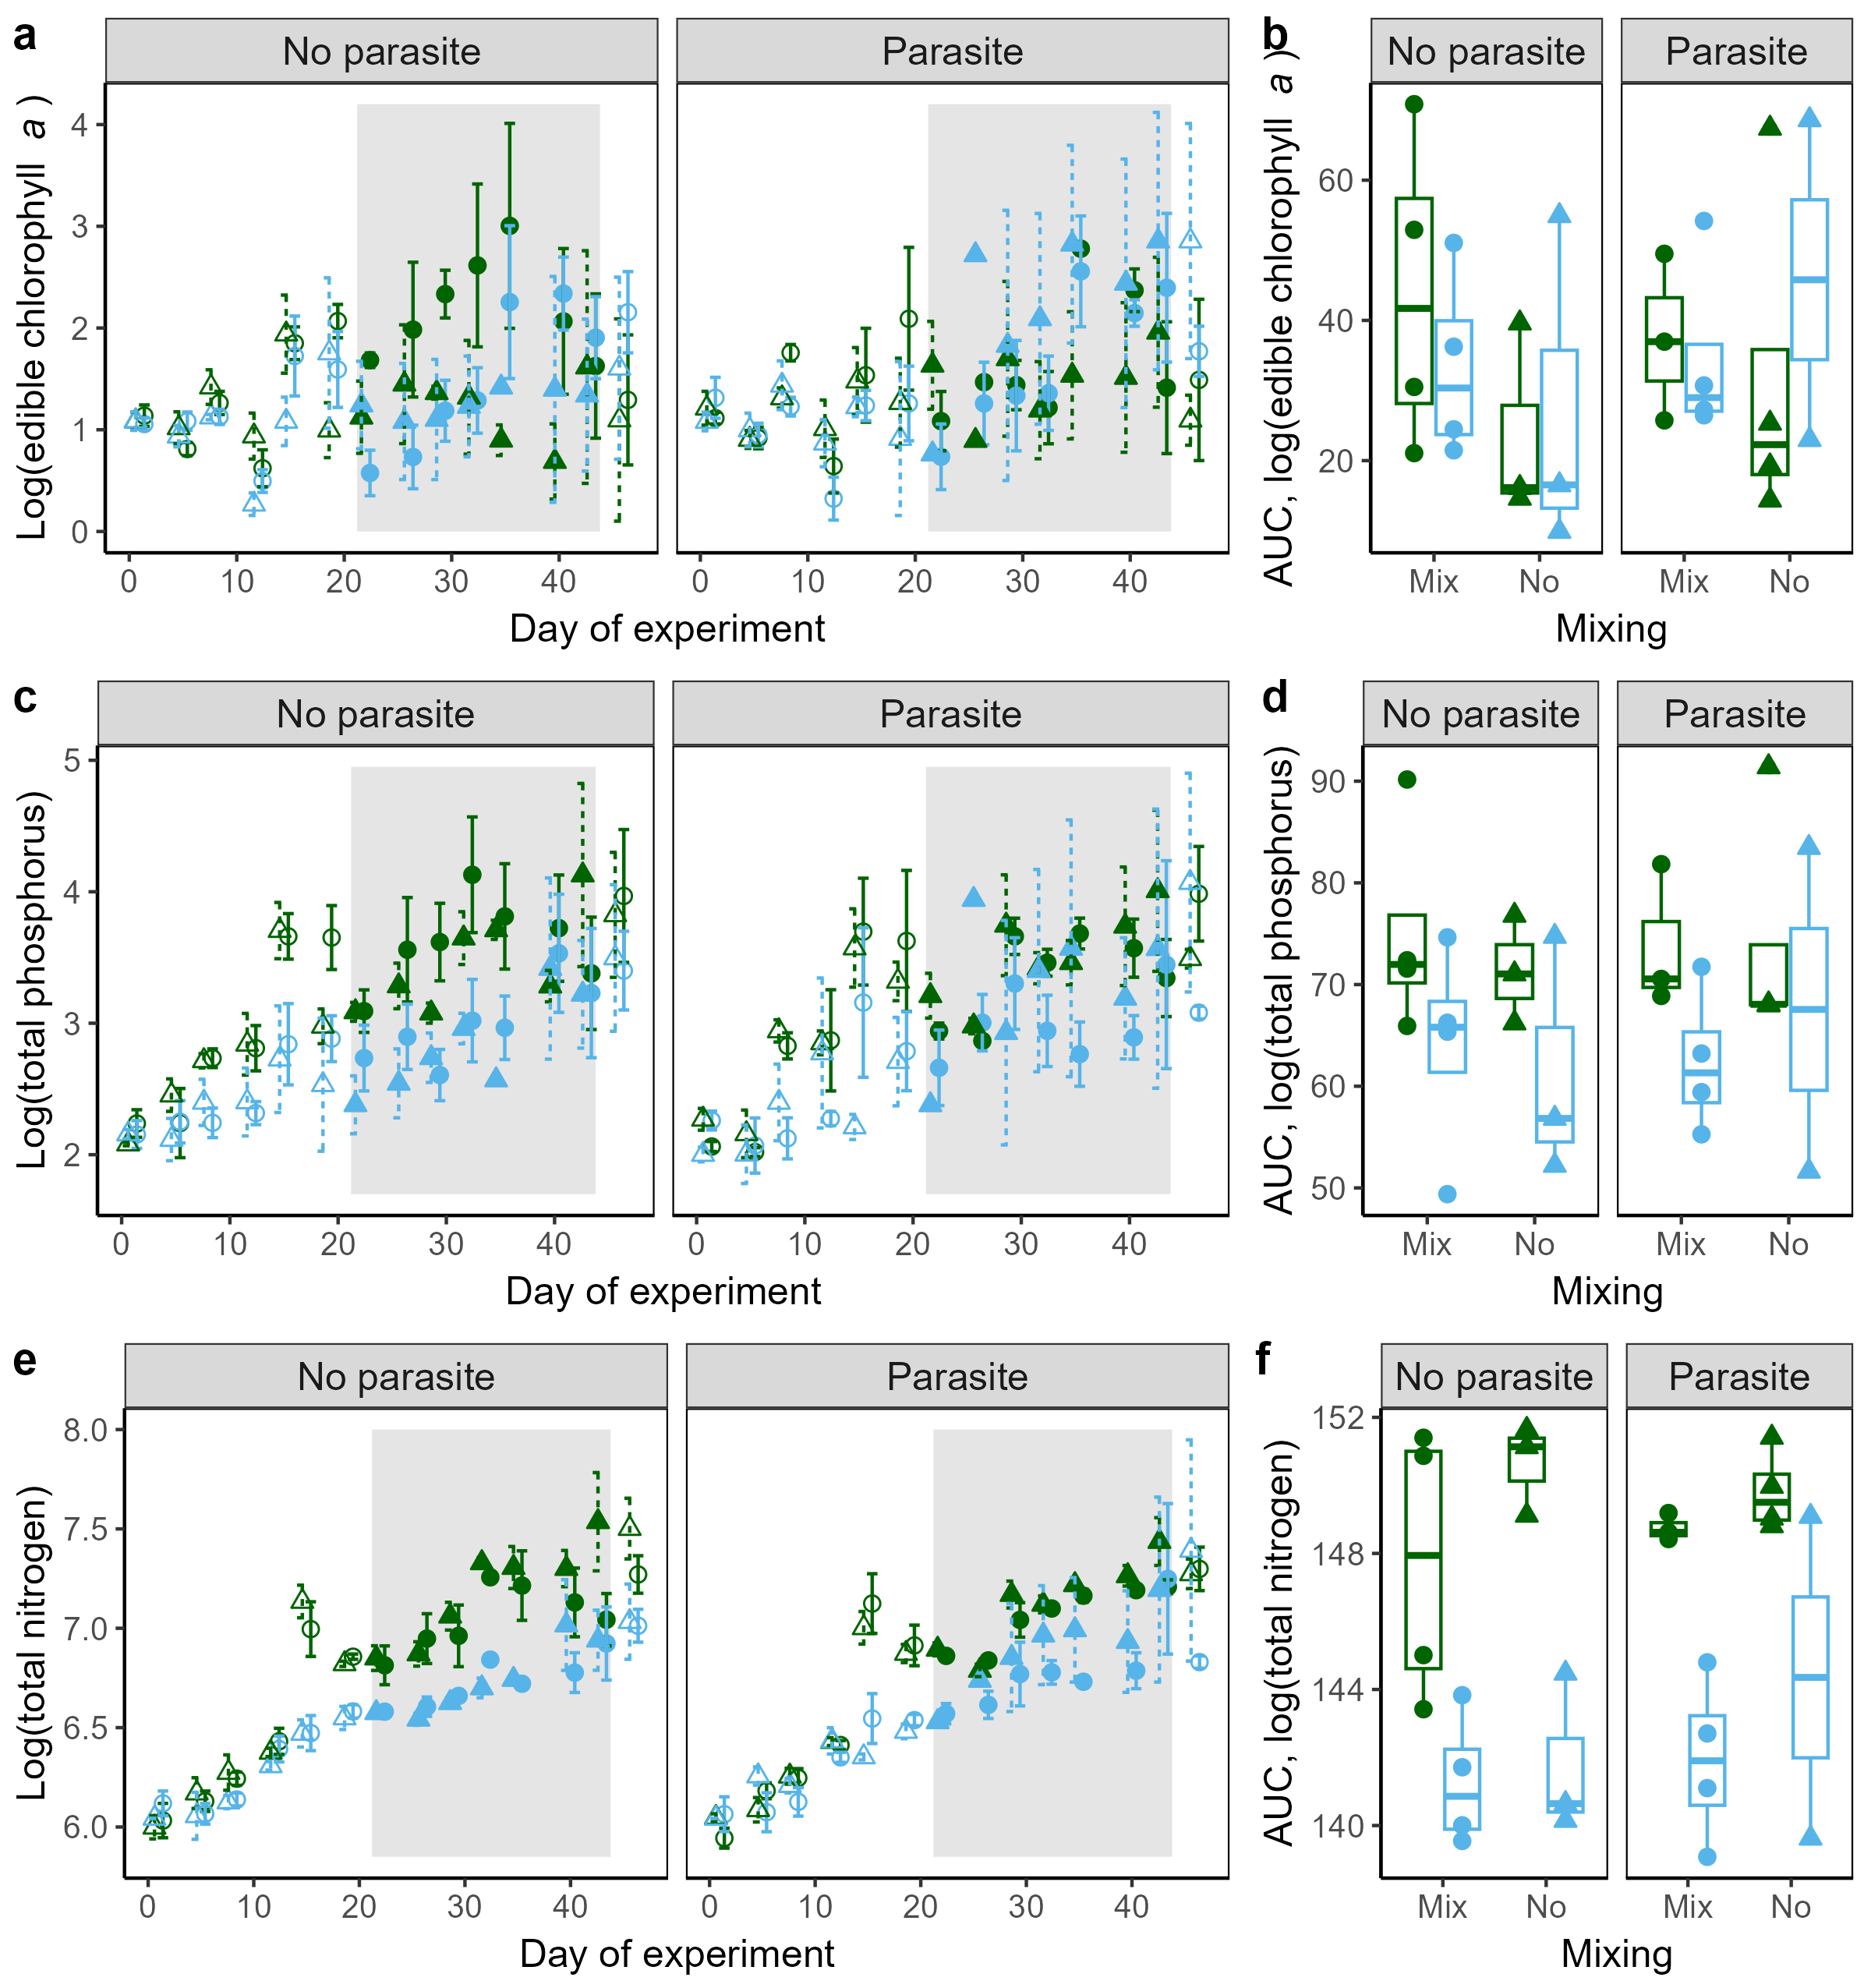 a
No parasite
Parasite
Log(edible chlorophyll a )
4
3
2
1
0
0 10 20 30 40
0 10 20 30 40
Day of experiment
b
No parasite
Parasite
AUC, log(edible chlorophyll a )
60
40
20
Mix No
Mix No
Mixing
c
No parasite
Parasite
Log(total phosphorus)
5
4
3
2
0 10 20 30 40
0 10 20 30 40
Day of experiment
d
No parasite
Parasite
AUC, log(total phosphorus)
90
80
70
60
50
Mix No
Mix No
Mixing
e
No parasite
Parasite
Log(total nitrogen)
8.0
7.5
7.0
6.5
6.0
0 10 20 30 40
0 10 20 30 40
Day of experiment
f
No parasite
Parasite
AUC, log(total nitrogen)
152
148
144
140
Mix No
Mix No
Mixing